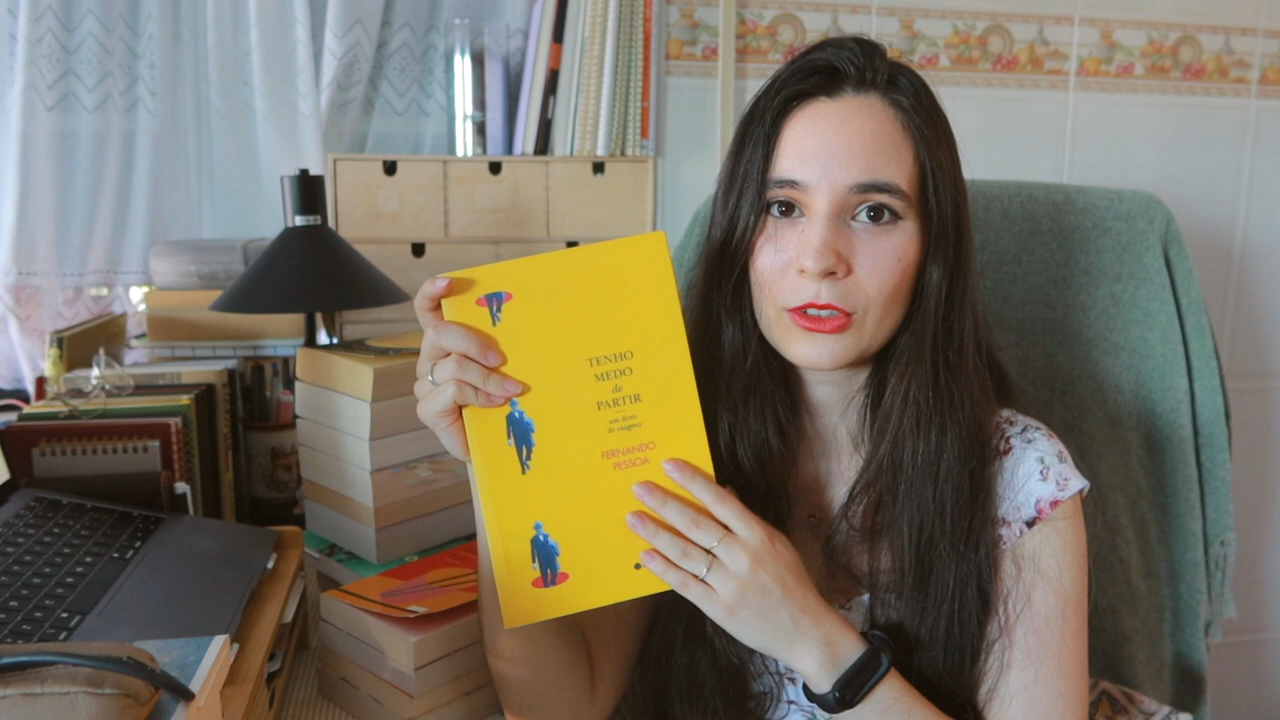 TENHO
MEDO
de
PARTIR
um livro
de viagens
FERNANDO
PESSOA